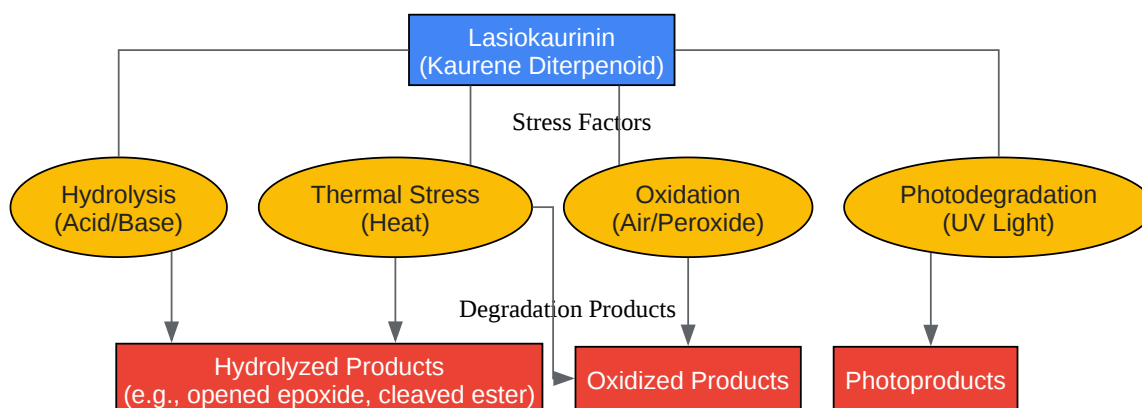 Lasiokaurinin
(Kaurene Diterpenoid)
Stress Factors
Hydrolysis
(Acid/Base)
Thermal Stress
(Heat)
Oxidation
(Air/Peroxide)
Photodegradation
(UV Light)
Degradation Products
Hydrolyzed Products
(e.g., opened epoxide, cleaved ester)
Oxidized Products
Photoproducts